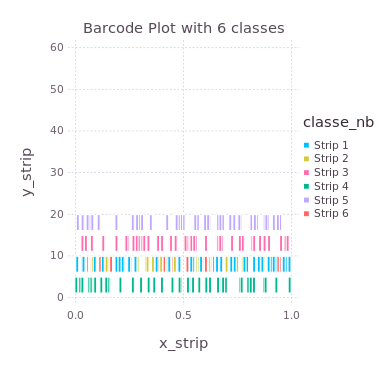 Barcode Plot with 6 classes
60
50
40
30
20
10
0
y_strip
0.0
0.5
1.0
x_strip
classe_nb
Strip 1
Strip 2
Strip 3
Strip 4
Strip 5
Strip 6